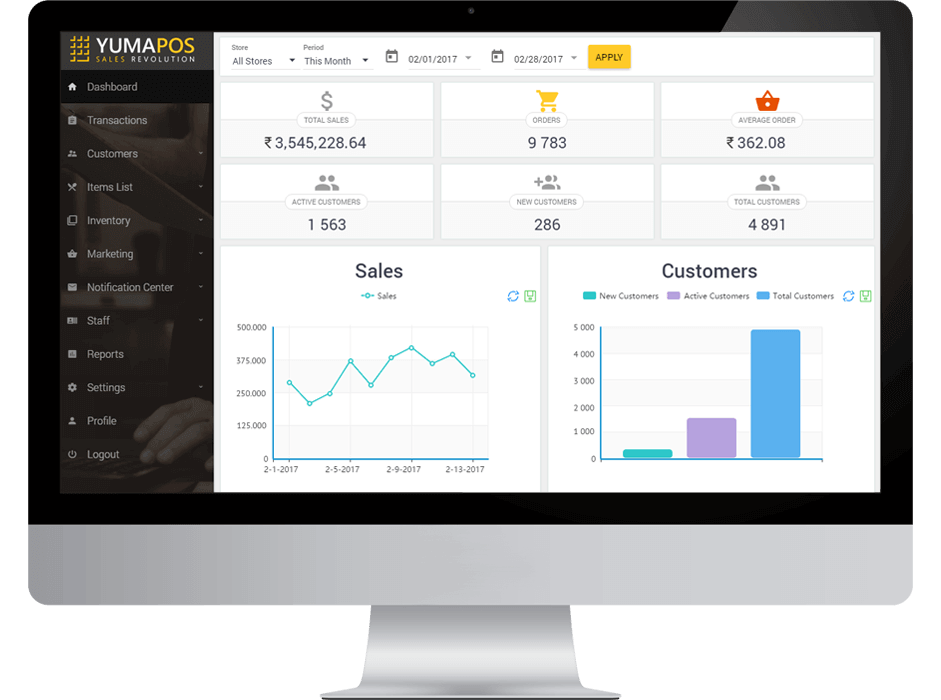 YUMAPOS
SALES REVOLUTION
Dashboard
Transactions
Customers
Items List
Inventory
Marketing
Notification Center
Staff
Reports
Settings
Profile
Logout
Store
All Stores
Period
This Month
02/01/2017
02/28/2017
APPLY
TOTAL SALES
₹ 3,545,228.64
ORDERS
9 783
AVERAGE ORDER
₹ 362.08
ACTIVE CUSTOMERS
1 563
NEW CUSTOMERS
286
TOTAL CUSTOMERS
4 891
Sales
Sales
500.000
375.000
250.000
125.000
0
2-1-2017 2-5-2017 2-9-2017 2-13-2017
Customers
New Customers Active Customers Total Customers
5 000
4 000
3 000
2 000
1 000
0